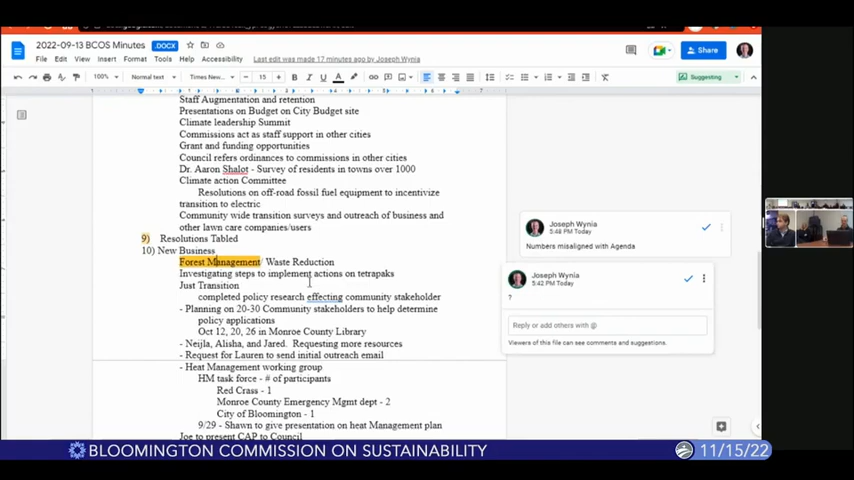 2022-09-13 BCOS Minutes .DOCX
File Edit View Insert Format Tools Help Last edit was made 17 minutes ago by Joseph Wynia
Share
100% Normal text Times New... 15 B I U A Suggesting
Staff Augmentation and retention
Presentations on Budget on City Budget site
Climate leadership Summit
Commissions act as staff support in other cities
Grant and funding opportunities
Council refers ordinances to commissions in other cities
Dr. Aaron Shalot - Survey of residents in towns over 1000
Climate action Committee
Resolutions on off-road fossil fuel equipment to incentivize
transition to electric
Community wide transition surveys and outreach of business and
other lawn care companies/users
9) Resolutions Tabled
10) New Business
Forest Management/ Waste Reduction
Investigating steps to implement actions on tetrapaks
Just Transition
completed policy research effecting community stakeholder
- Planning on 20-30 Community stakeholders to help determine
policy applications
Oct 12, 20, 26 in Monroe County Library
- Neijla, Alisha, and Jared. Requesting more resources
- Request for Lauren to send initial outreach email
- Heat Management working group
HM task force - # of participants
Red Crass - 1
Monroe County Emergency Mgmt dept - 2
City of Bloomington - 1
9/29 - Shawn to give presentation on heat Management plan
Joe to present CAP to Council
Joseph Wynia
5:48 PM Today
Numbers misaligned with Agenda
Joseph Wynia
5:42 PM Today
?
Reply or add others with @
Viewers of this file can see comments and suggestions.
BLOOMINGTON COMMISSION ON SUSTAINABILITY 11/15/22